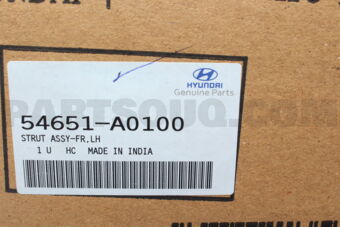 HYUNDAI
Genuine Parts
54651-A0100
STRUT ASSY-FR,LH
1 U HC MADE IN INDIA
PARTSOUQ.COM